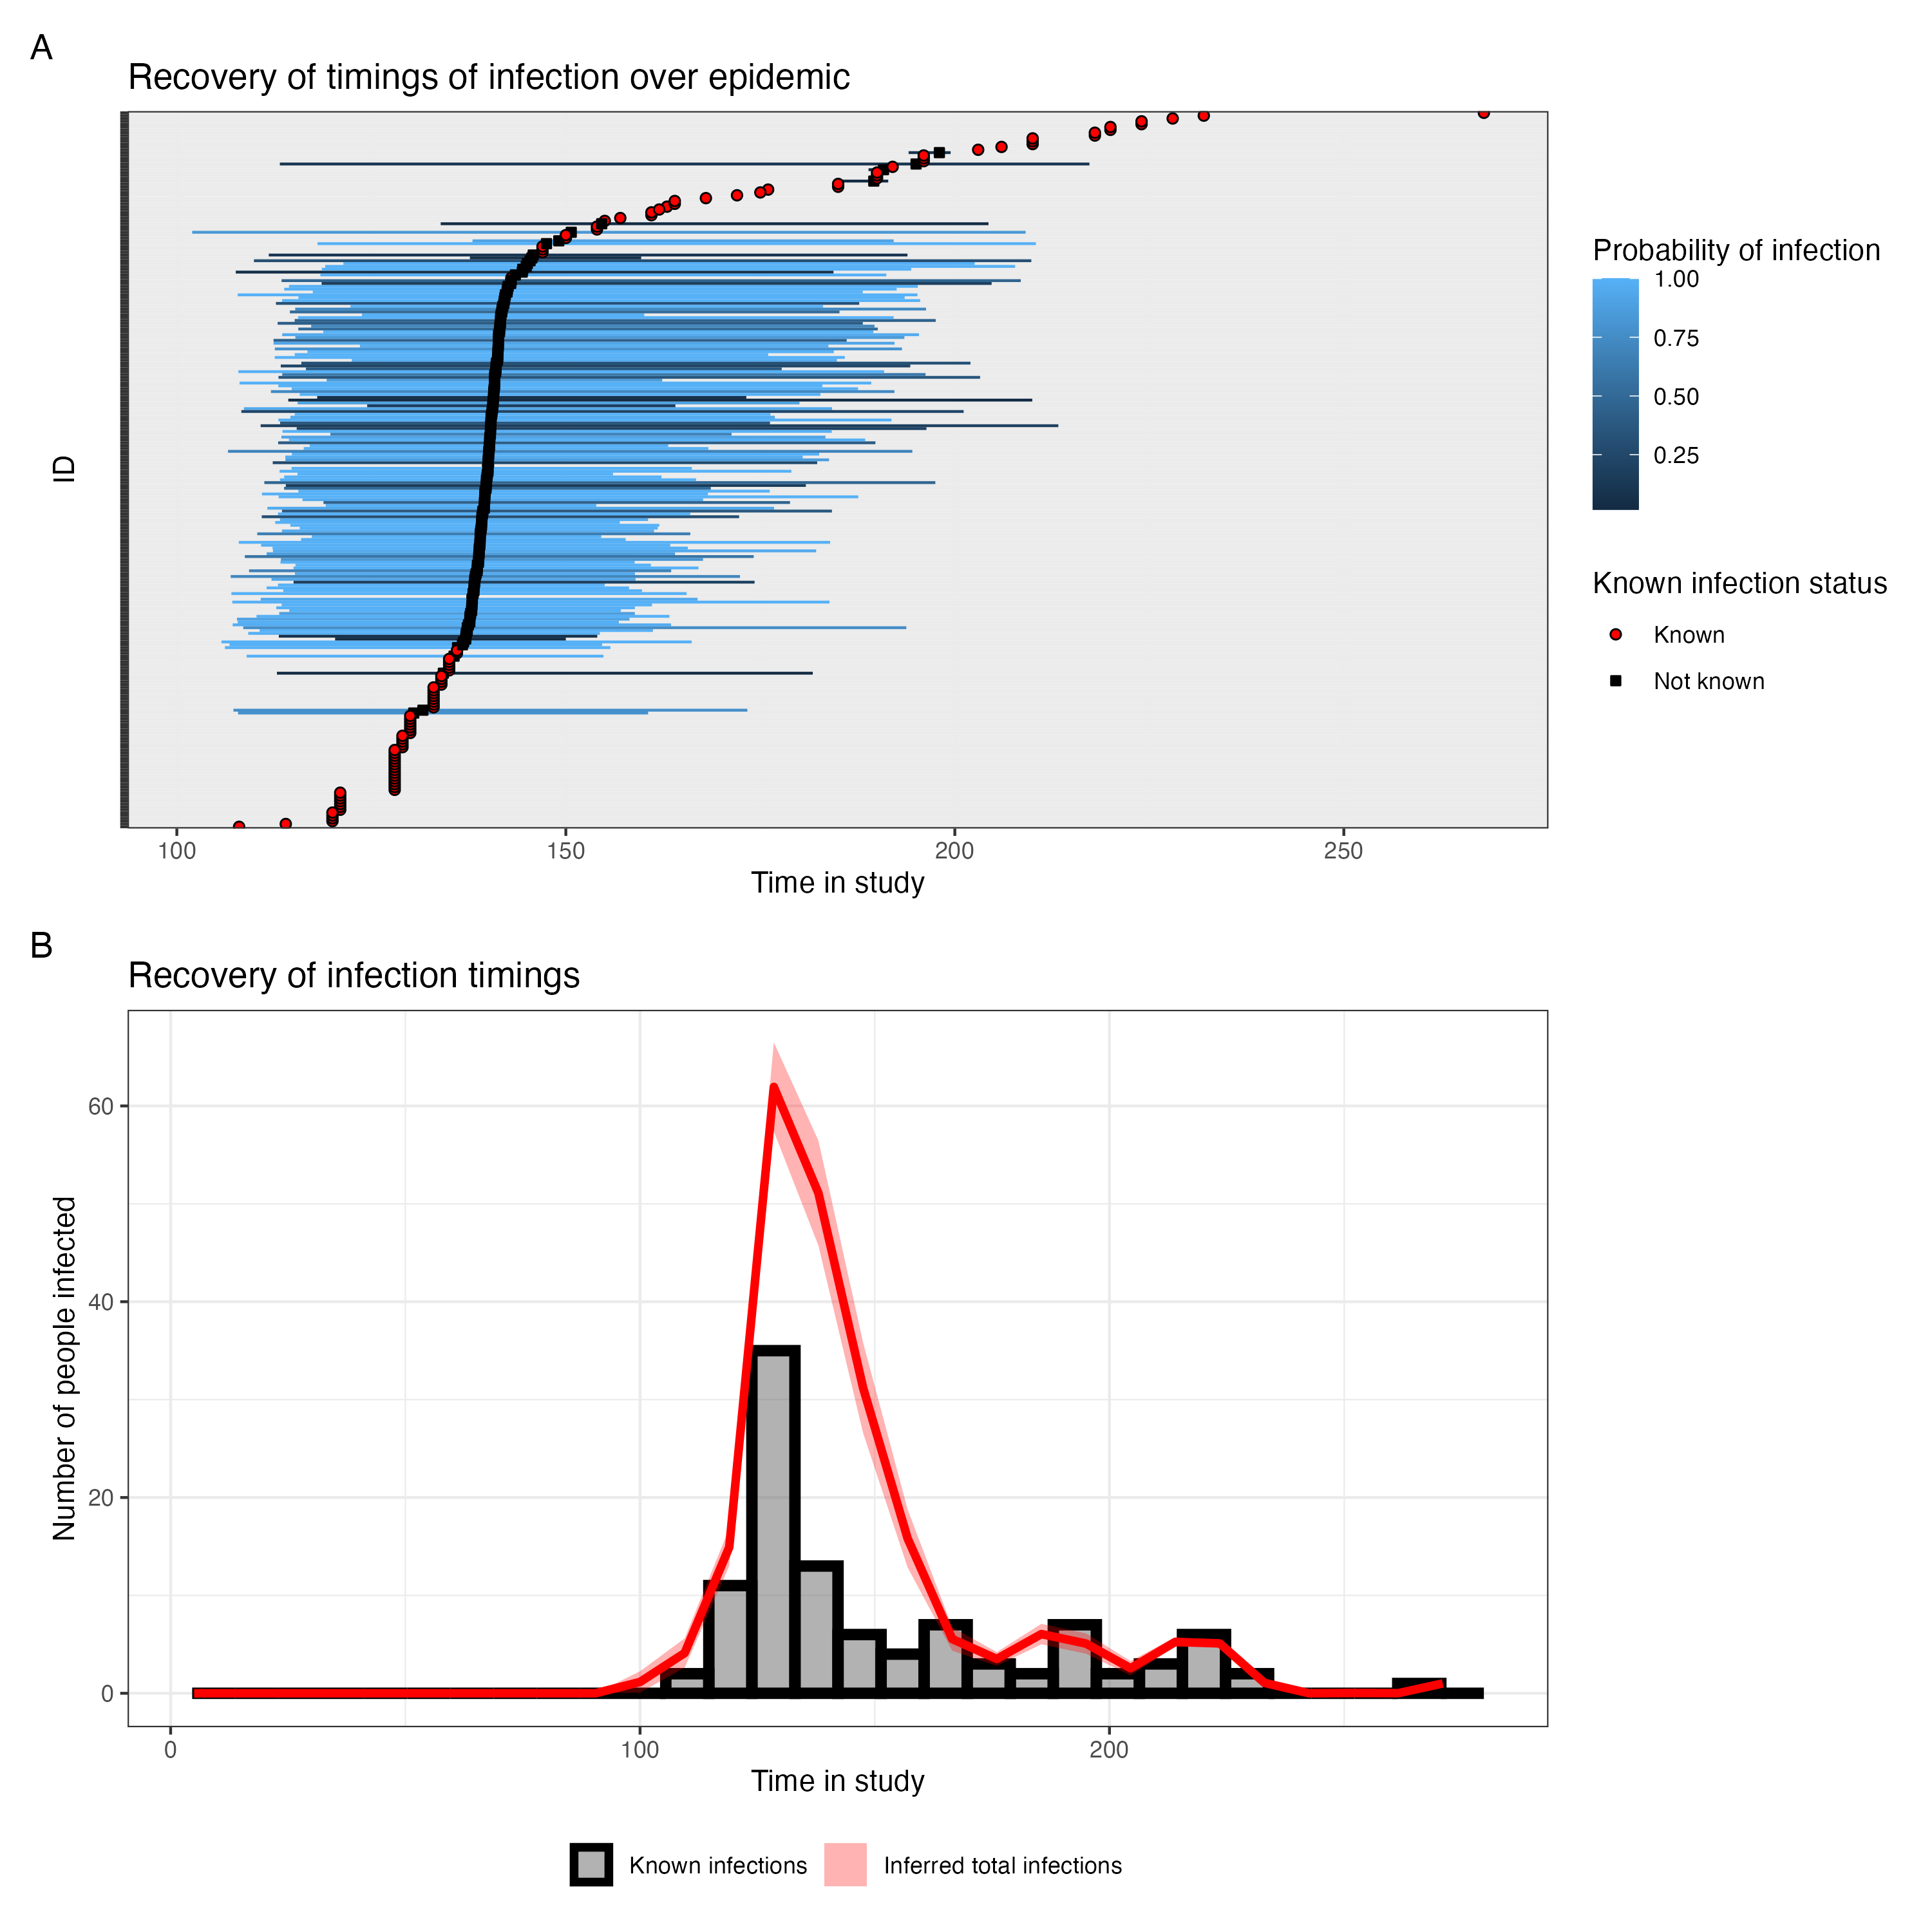 A
Recovery of timings of infection over epidemic
ID
100 150 200 250
Time in study
Probability of infection
1.00
0.75
0.50
0.25
Known infection status
Known
Not known
B
Recovery of infection timings
Number of people infected
60
40
20
0
0 100 200
Time in study
Known infections Inferred total infections